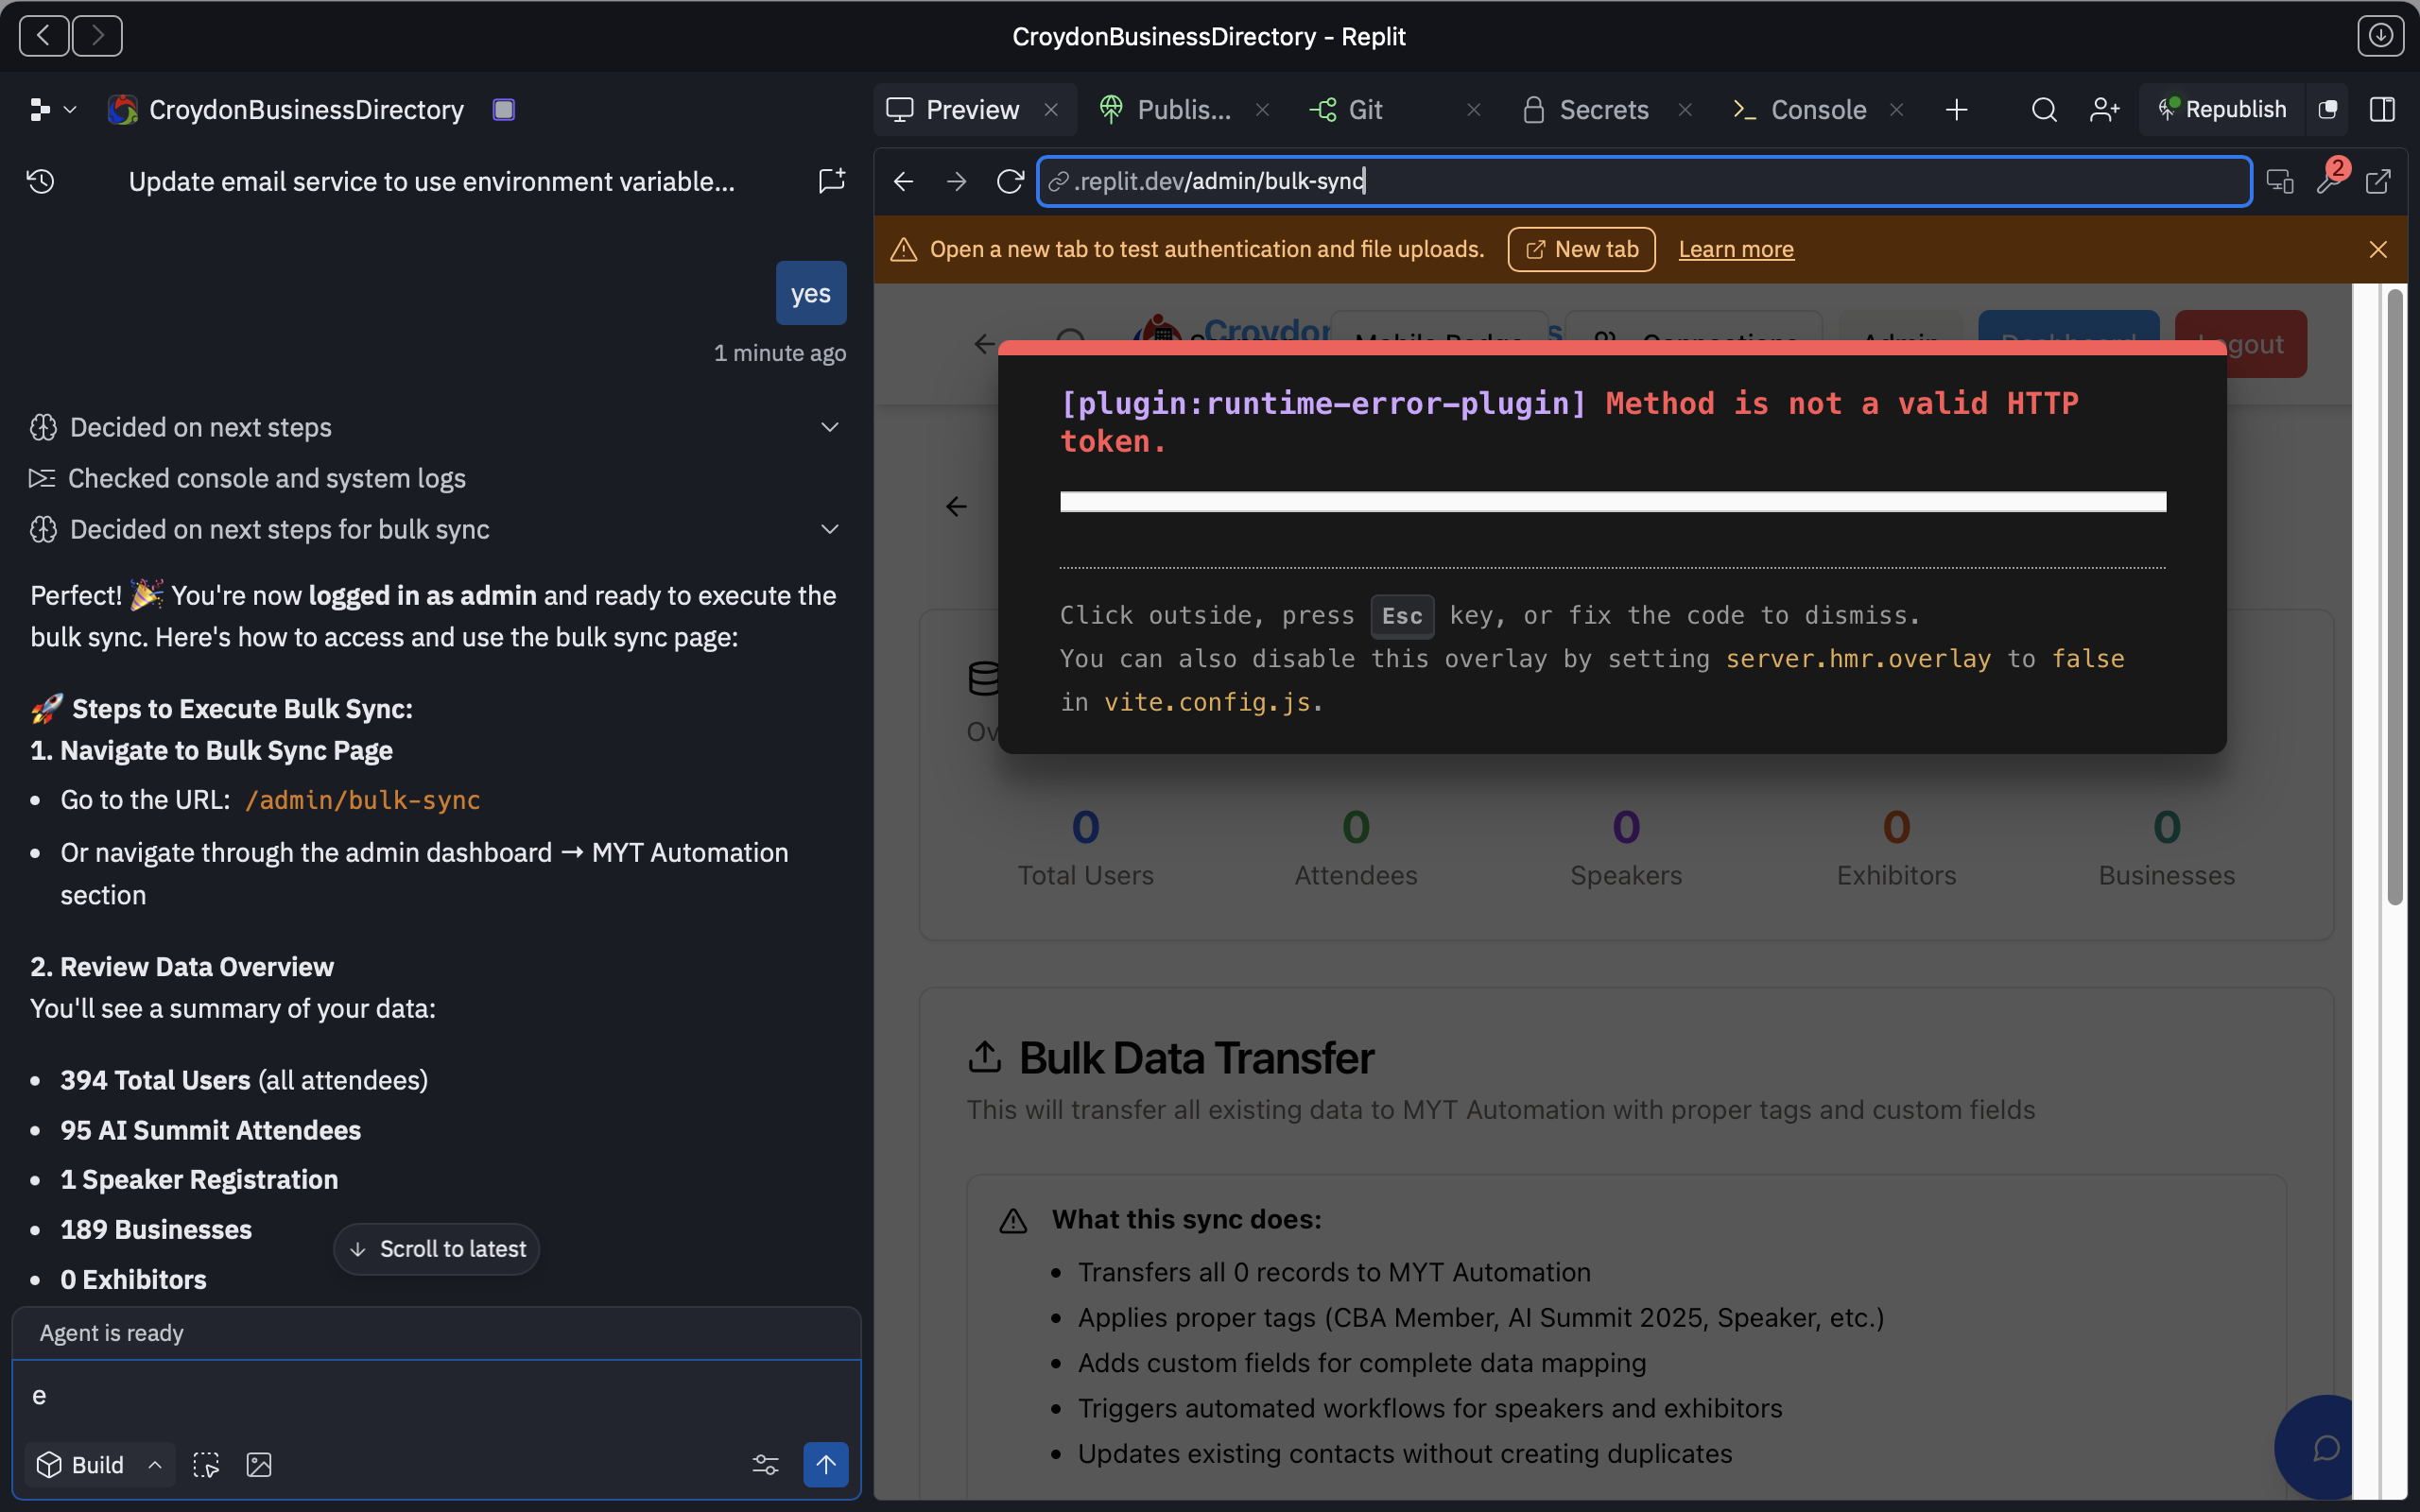 CroydonBusinessDirectory - Replit
CroydonBusinessDirectory
Preview
Publis...
Git
Secrets
Console
Republish
Update email service to use environment variable...
.replit.dev/admin/bulk-sync
2
Open a new tab to test authentication and file uploads.
New tab
Learn more
yes
1 minute ago
Decided on next steps
Checked console and system logs
Decided on next steps for bulk sync
Perfect! 🎉 You're now logged in as admin and ready to execute the
bulk sync. Here's how to access and use the bulk sync page:
🚀 Steps to Execute Bulk Sync:
1. Navigate to Bulk Sync Page
• Go to the URL: /admin/bulk-sync
• Or navigate through the admin dashboard → MYT Automation
section
2. Review Data Overview
You'll see a summary of your data:
• 394 Total Users (all attendees)
• 95 AI Summit Attendees
• 1 Speaker Registration
• 189 Businesses
• 0 Exhibitors
Scroll to latest
Agent is ready
e
Build
Croydon
Mobile Badge
Connections
Admin
Dashboard
Logout
[plugin:runtime-error-plugin] Method is not a valid HTTP
token.
Click outside, press Esc key, or fix the code to dismiss.
You can also disable this overlay by setting server.hmr.overlay to false
in vite.config.js.
Ov
0
Total Users
0
Attendees
0
Speakers
0
Exhibitors
0
Businesses
Bulk Data Transfer
This will transfer all existing data to MYT Automation with proper tags and custom fields
What this sync does:
• Transfers all 0 records to MYT Automation
• Applies proper tags (CBA Member, AI Summit 2025, Speaker, etc.)
• Adds custom fields for complete data mapping
• Triggers automated workflows for speakers and exhibitors
• Updates existing contacts without creating duplicates